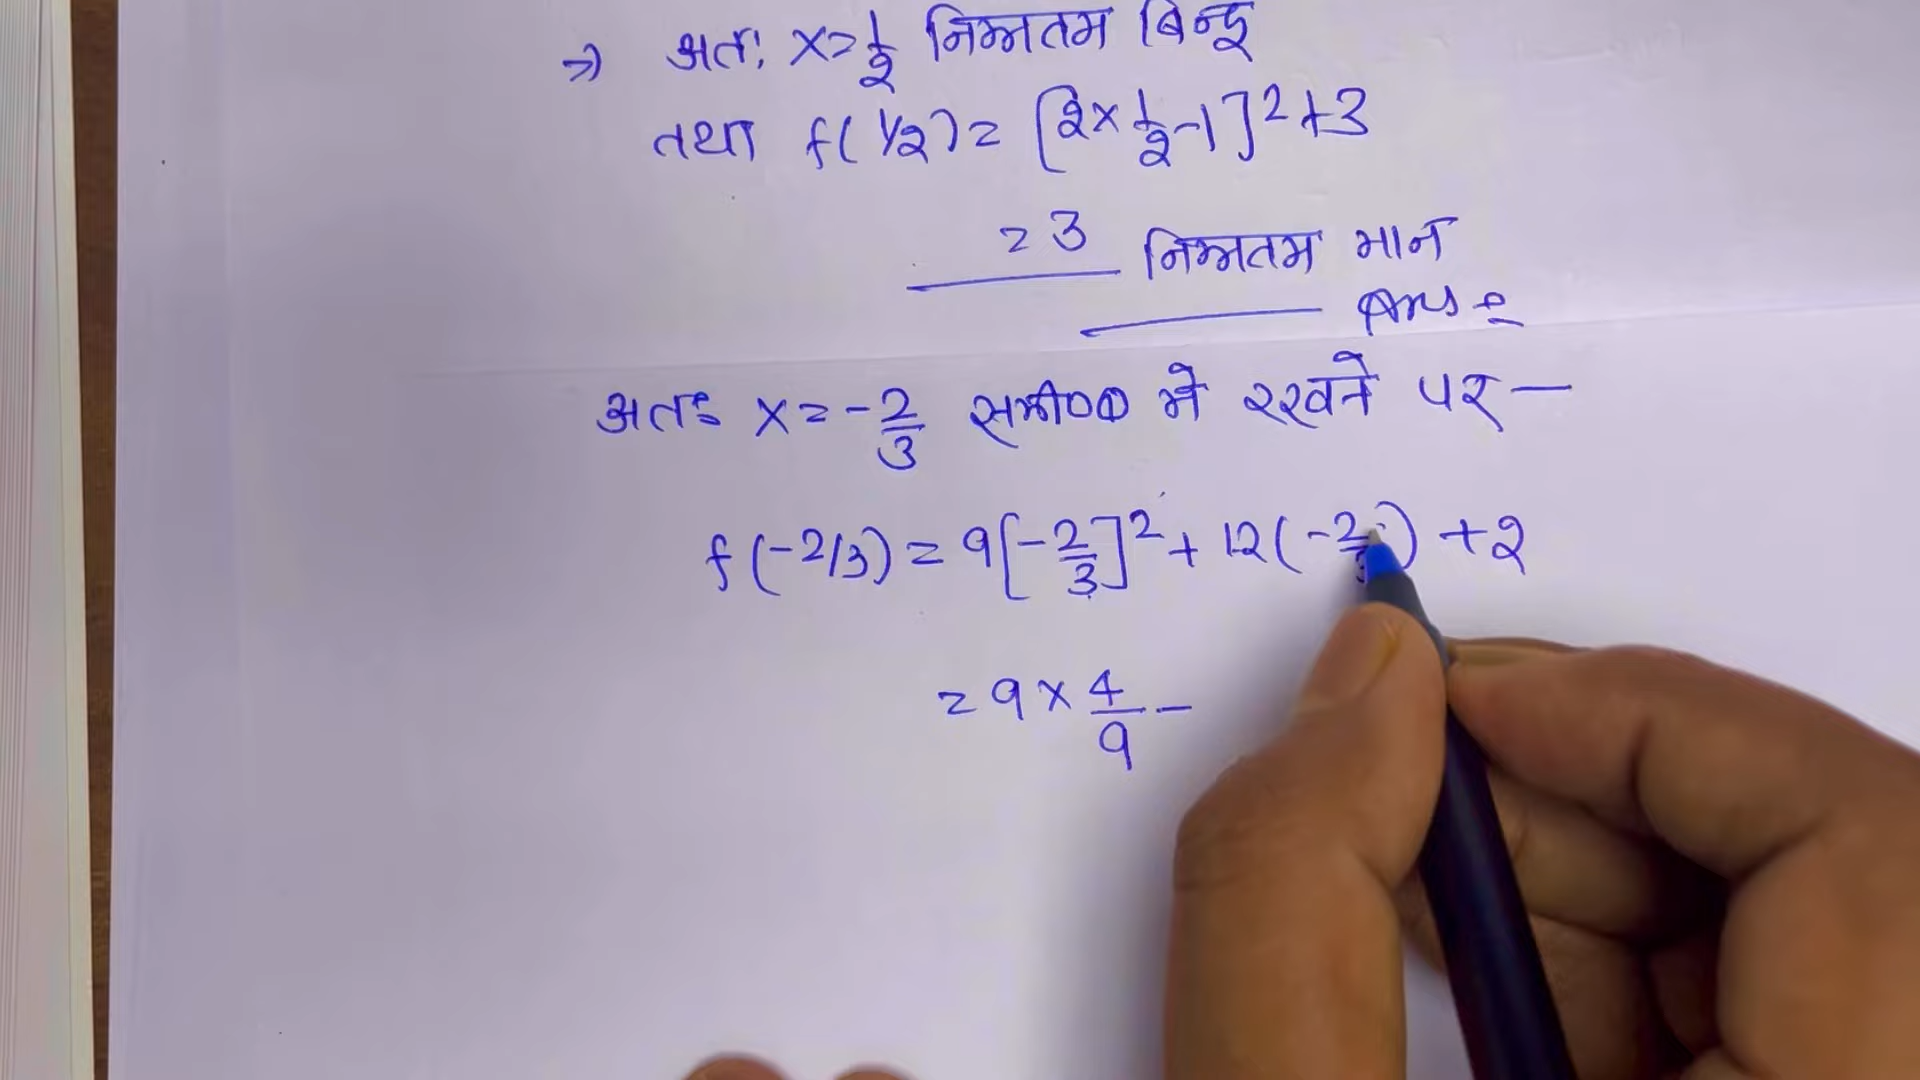 ⇒ अतः x = 1/2 निम्नतम बिन्दू
तथा f(1/2) = [2 × 1/2 - 1]² + 3
= 3 निम्नतम मान
Ans
अतः x = - 2/3 समी०① मे रखने पर —
f(-2/3) = 9[- 2/3]² + 12(- 2/3) + 2
= 9 × 4/9 -